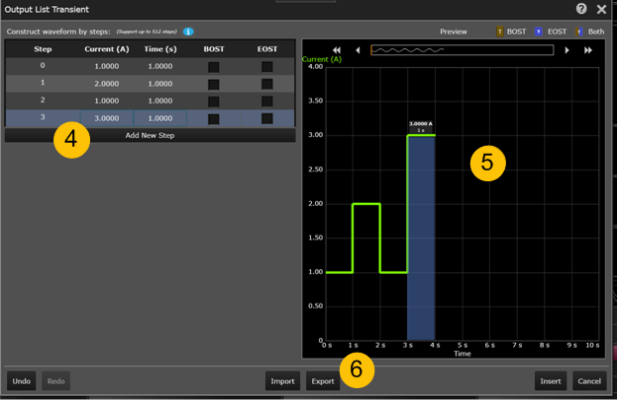 Output List Transient
Construct waveform by steps: (Support up to 512 steps) i
Preview T BOST T EOST T Both
Step Current (A) Time (s) BOST EOST
0 1.0000 1.0000
1 2.0000 1.0000
2 1.0000 1.0000
3 3.0000 1.0000
Add New Step
4
Current (A)
4.00
3.00
2.50
2.00
1.50
1.00
0.50
0
3.0000 A
1 s
5
0 s 1 s 2 s 3 s 4 s 5 s 6 s 7 s 8 s 9 s 10 s
Time
6
Undo Redo Import Export Insert Cancel